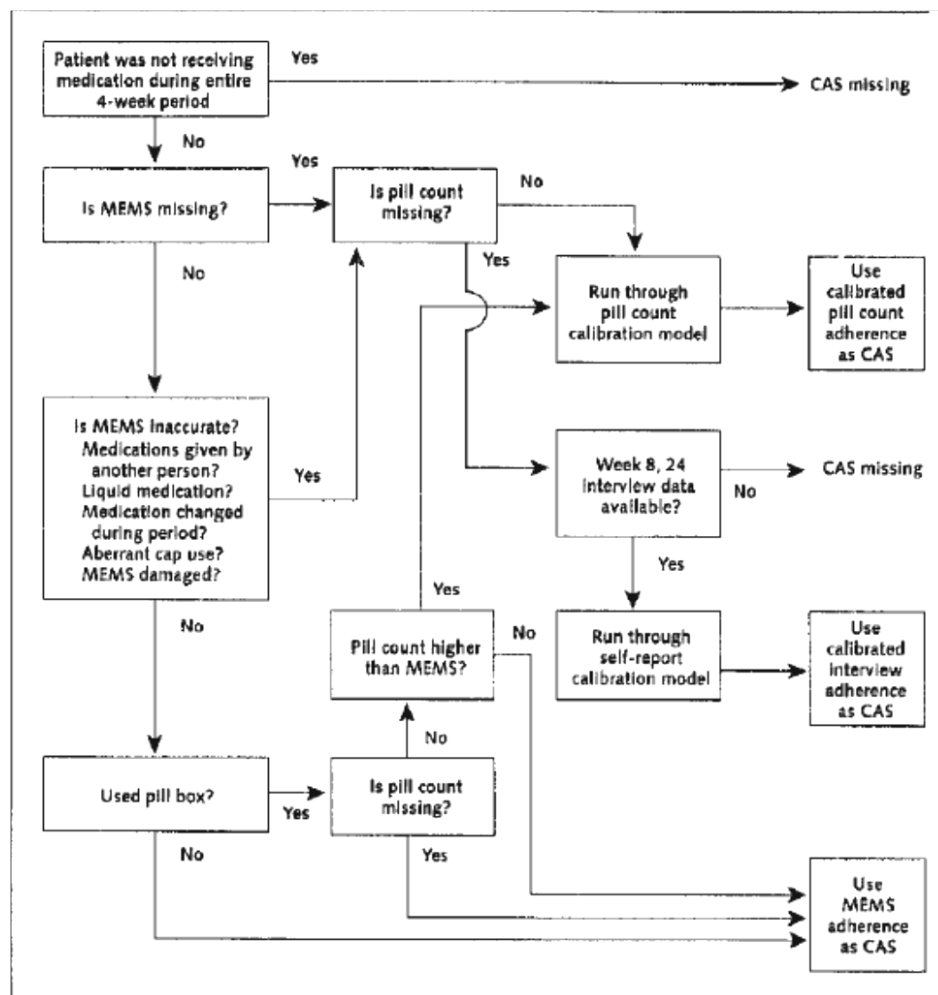 Patient was not receiving
medication during entire
4-week period
Yes
CAS missing
No
Is MEMS missing?
Yes
Is pill count
missing?
No
Yes
No
Run through
pill count
calibration model
Use
calibrated
pill count
adherence
as CAS
Is MEMS inaccurate?
Medications given by
another person?
Liquid medication?
Medication changed
during period?
Aberrant cap use?
MEMS damaged?
Yes
Week 8, 24
interview data
available?
No
CAS missing
Yes
Yes
No
Pill count higher
than MEMS?
No
Run through
self-report
calibration model
Use
calibrated
interview
adherence
as CAS
No
Used pill box?
Yes
Is pill count
missing?
No
Yes
Use
MEMS
adherence
as CAS